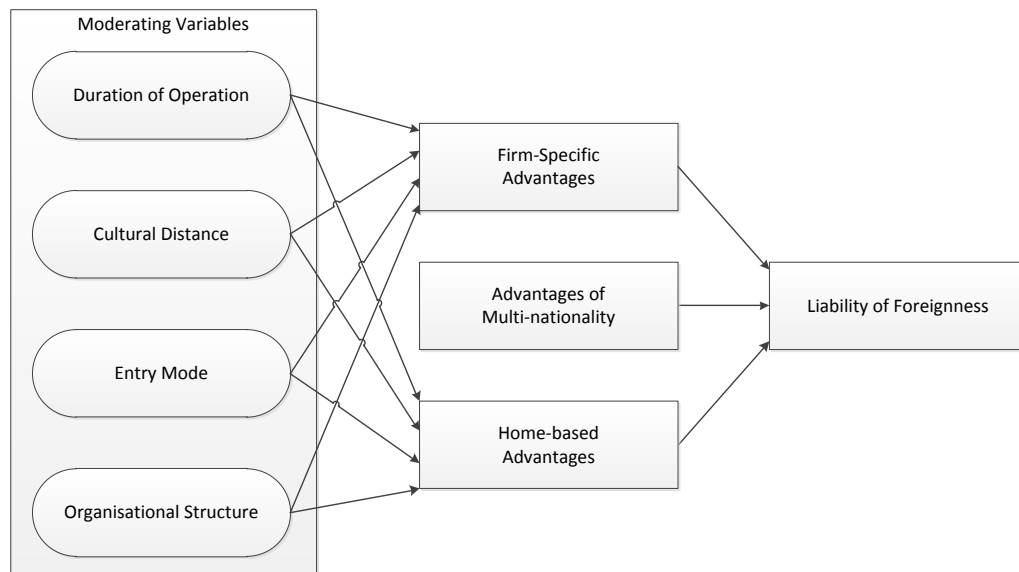 Moderating Variables
Duration of Operation
Cultural Distance
Entry Mode
Organisational Structure
Firm-Specific
Advantages
Advantages of
Multi-nationality
Home-based
Advantages
Liability of Foreignness